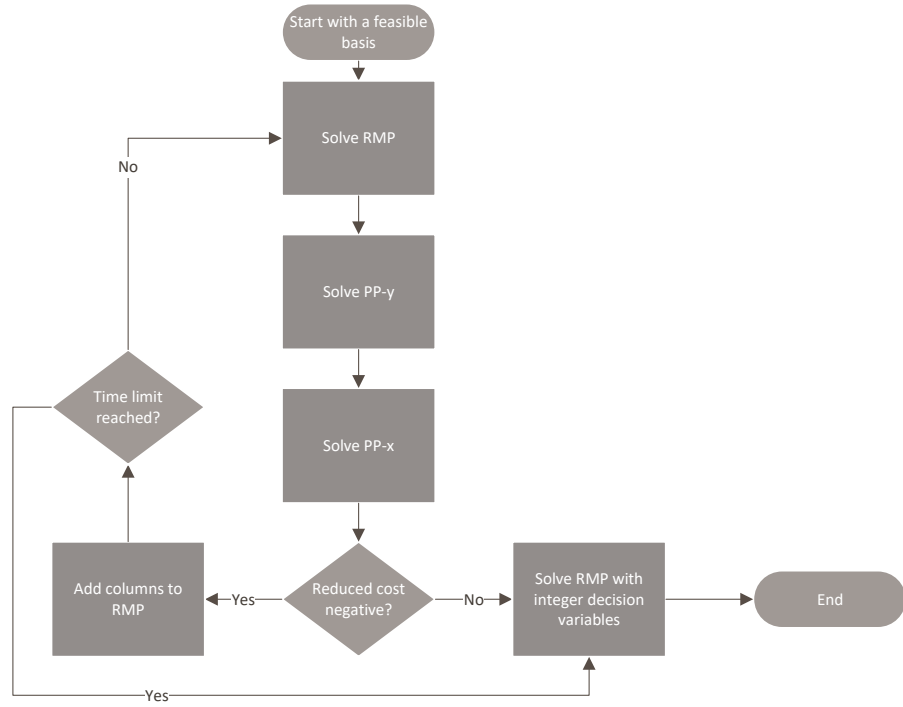 Start with a feasible
basis
Solve RMP
No
Solve PP-y
Time limit
reached?
Solve PP-x
Add columns to
RMP
Yes
Reduced cost
negative?
No
Solve RMP with
integer decision
variables
End
Yes